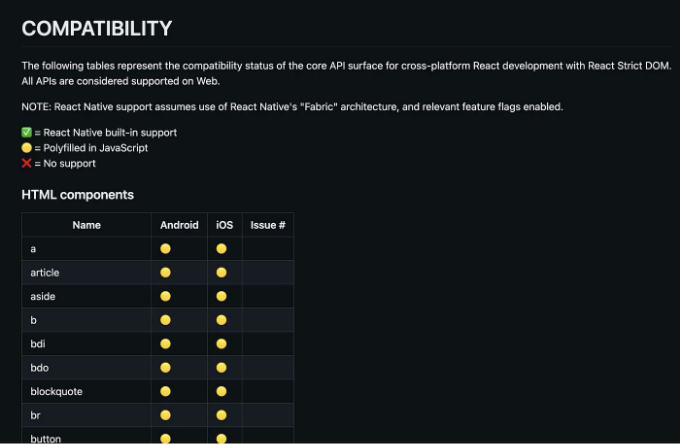 COMPATIBILITY
The following tables represent the compatibility status of the core API surface for cross-platform React development with React Strict DOM.
All APIs are considered supported on Web.
NOTE: React Native support assumes use of React Native's "Fabric" architecture, and relevant feature flags enabled.
✅ = React Native built-in support
🟡 = Polyfilled in JavaScript
❌ = No support
HTML components
Name Android iOS Issue #
a 🟡 🟡
article 🟡 🟡
aside 🟡 🟡
b 🟡 🟡
bdi 🟡 🟡
bdo 🟡 🟡
blockquote 🟡 🟡
br 🟡 🟡
button 🟡 🟡